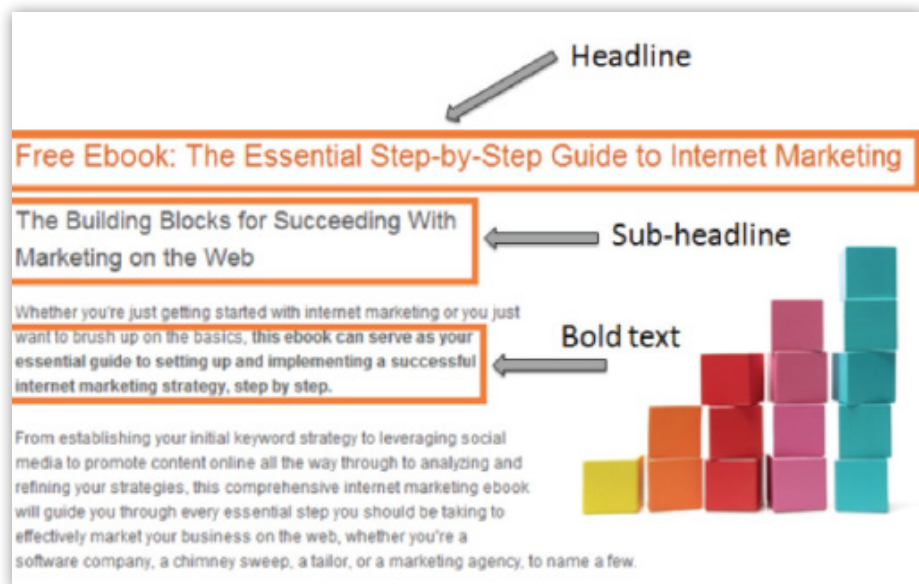 Headline
Free Ebook: The Essential Step-by-Step Guide to Internet Marketing
The Building Blocks for Succeeding With
Marketing on the Web
Sub-headline
Whether you're just getting started with internet marketing or you just
want to brush up on the basics, this ebook can serve as your
essential guide to setting up and implementing a successful
internet marketing strategy, step by step.
Bold text
From establishing your initial keyword strategy to leveraging social
media to promote content online all the way through to analyzing and
refining your strategies, this comprehensive internet marketing ebook
will guide you through every essential step you should be taking to
effectively market your business on the web, whether you're a
software company, a chimney sweep, a tailor, or a marketing agency, to name a few.